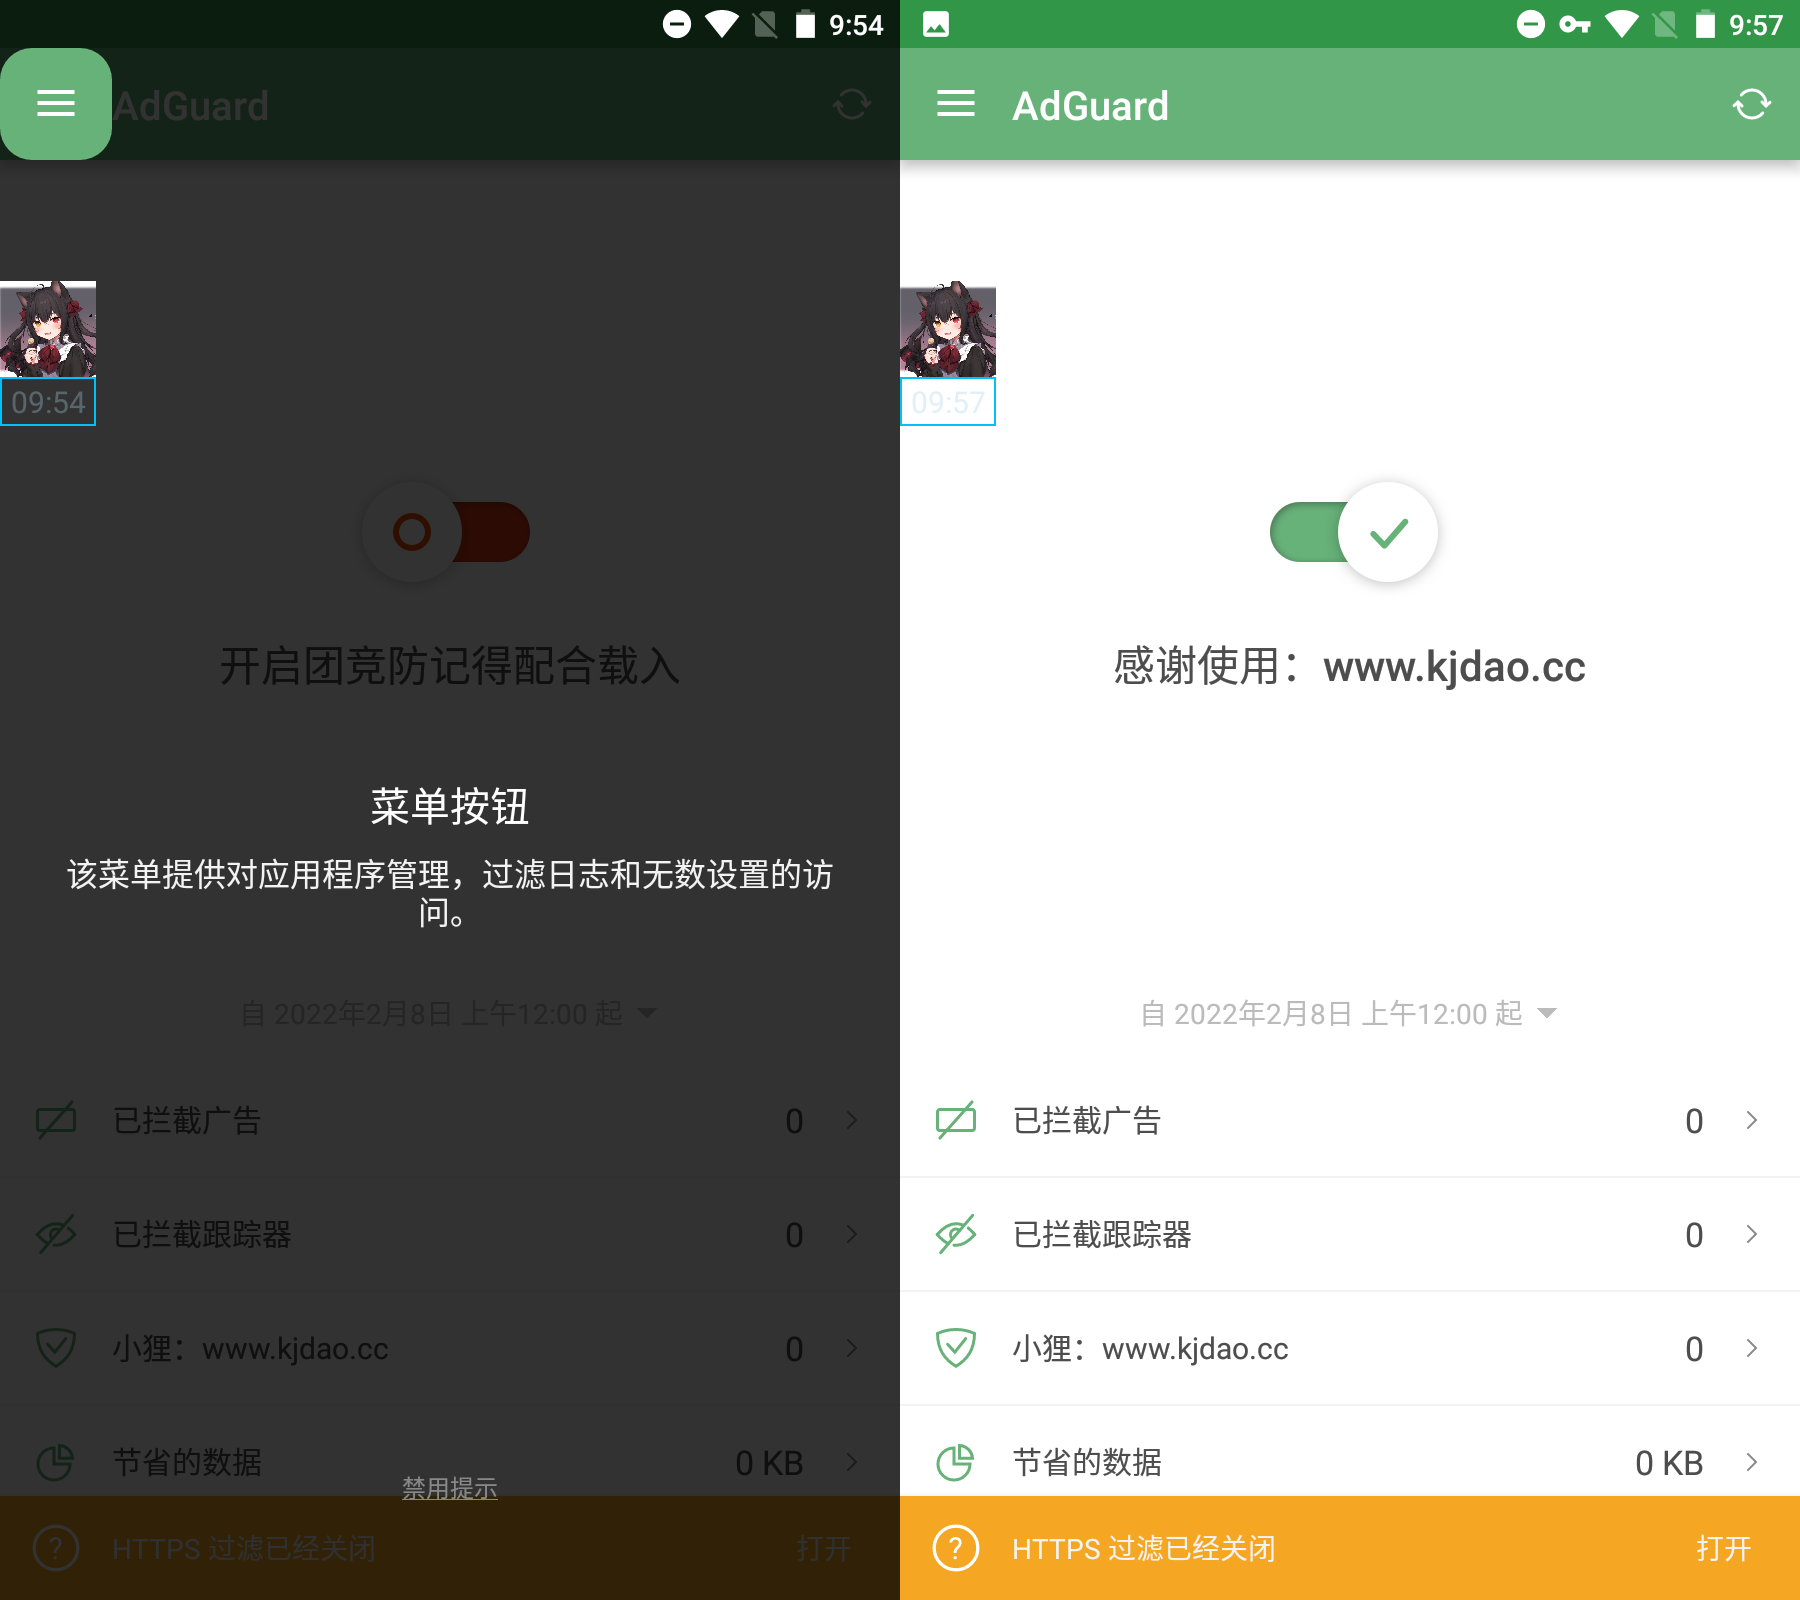 9:54
AdGuard
09:54
开启团竞防记得配合载入
菜单按钮
该菜单提供对应用程序管理，过滤日志和无数设置的访
问。
自 2022年2月8日 上午12:00 起
已拦截广告 0
已拦截跟踪器 0
小狸：www.kjdao.cc 0
节省的数据 0 KB
禁用提示
HTTPS 过滤已经关闭 打开
9:57
AdGuard
09:57
感谢使用：www.kjdao.cc
自 2022年2月8日 上午12:00 起
已拦截广告 0
已拦截跟踪器 0
小狸：www.kjdao.cc 0
节省的数据 0 KB
HTTPS 过滤已经关闭 打开